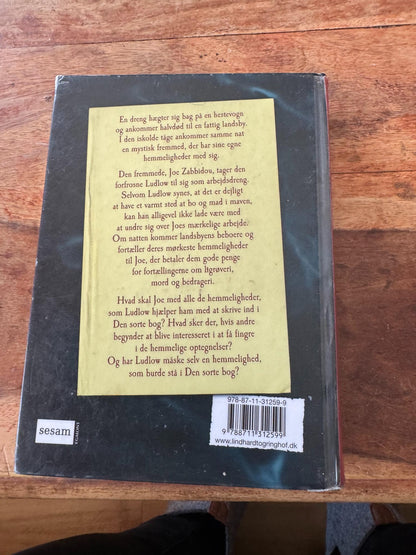 En dreng hægter sig bag på en hestevogn
og ankommer halvdød til en fattig landsby.
I den iskolde tåge ankommer samme nat
en mystisk fremmed, der har sine egne
hemmeligheder med sig.
Den fremmede, Joe Zabbidou, tager den
forfrosne Ludlow til sig som arbejdsdreng.
Selvom Ludlow synes, at det er dejligt
at have et varmt sted at bo og mad i maven,
kan han alligevel ikke lade være med
at undre sig over Joes mærkelige arbejde.
Om natten kommer landsbyens beboere og
fortæller deres mørkeste hemmeligheder
til Joe, der betaler dem gode penge
for fortællingerne om ligrøveri,
mord og bedrageri.
Hvad skal Joe med alle de hemmeligheder,
som Ludlow hjælper ham med at skrive ind i
Den sorte bog? Hvad sker der, hvis andre
begynder at blive interesseret i at få fingre
i de hemmelige optegnelser?
Og har Ludlow måske selv en hemmelighed,
som burde stå i Den sorte bog?
978-87-11-31259-9
9 788711 312599
www.lindhardtogringhof.dk
sesam
EGMONT